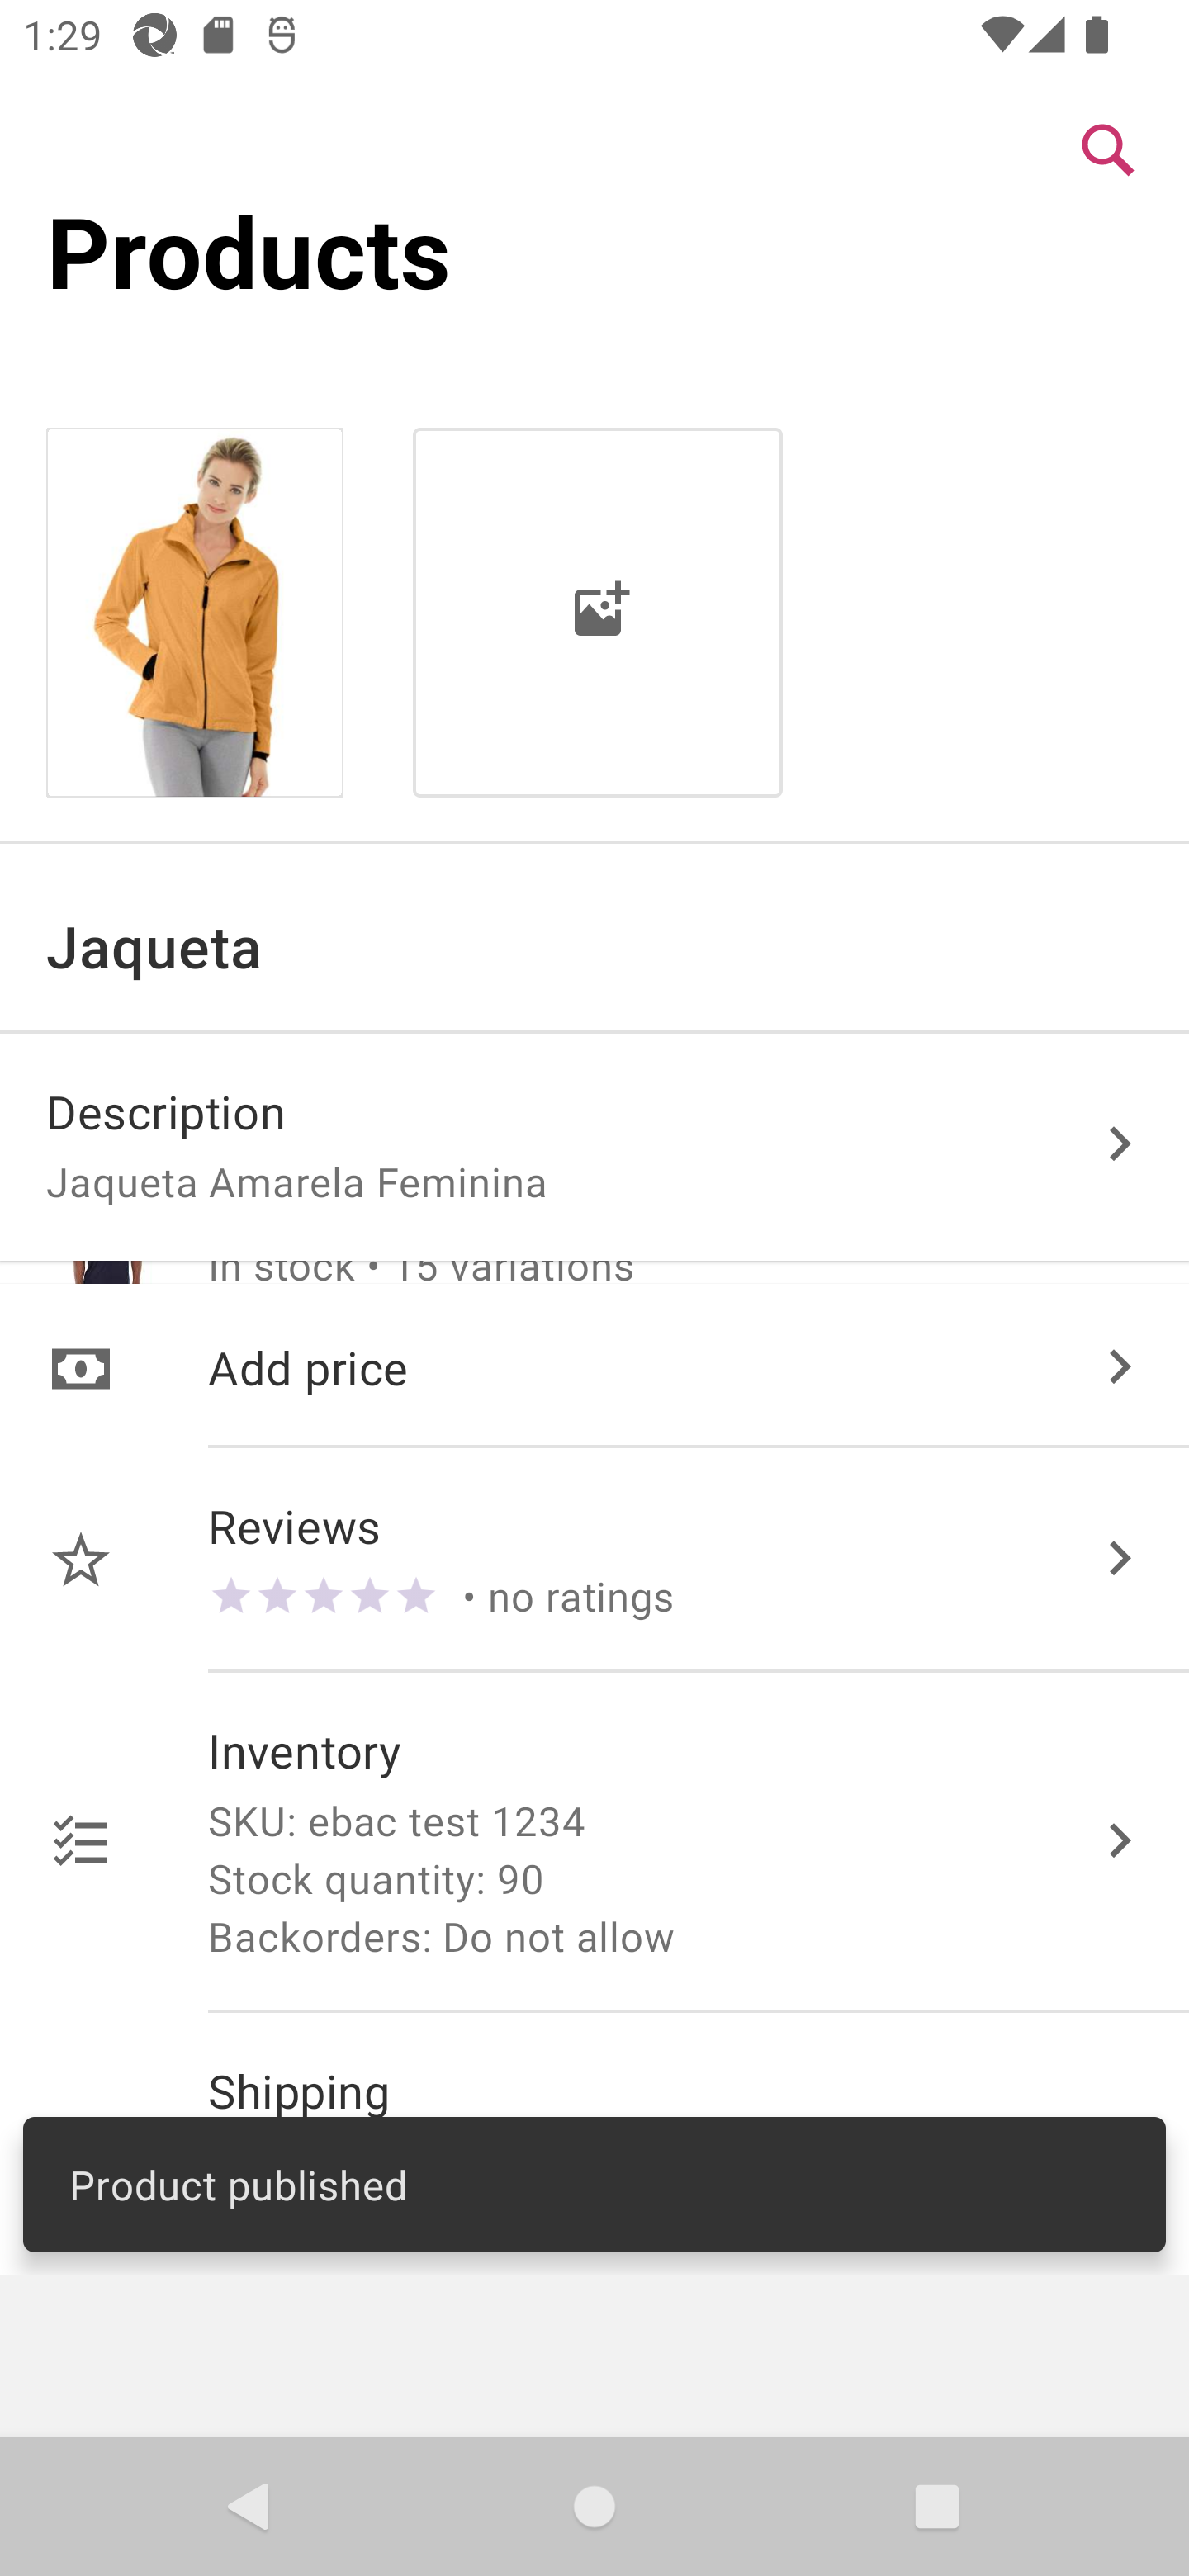 1:29
Products
Jaqueta
Description
Jaqueta Amarela Feminina
In stock • 15 variations
Add price
Reviews
• no ratings
Inventory
SKU: ebac test 1234
Stock quantity: 90
Backorders: Do not allow
Shipping
Product published